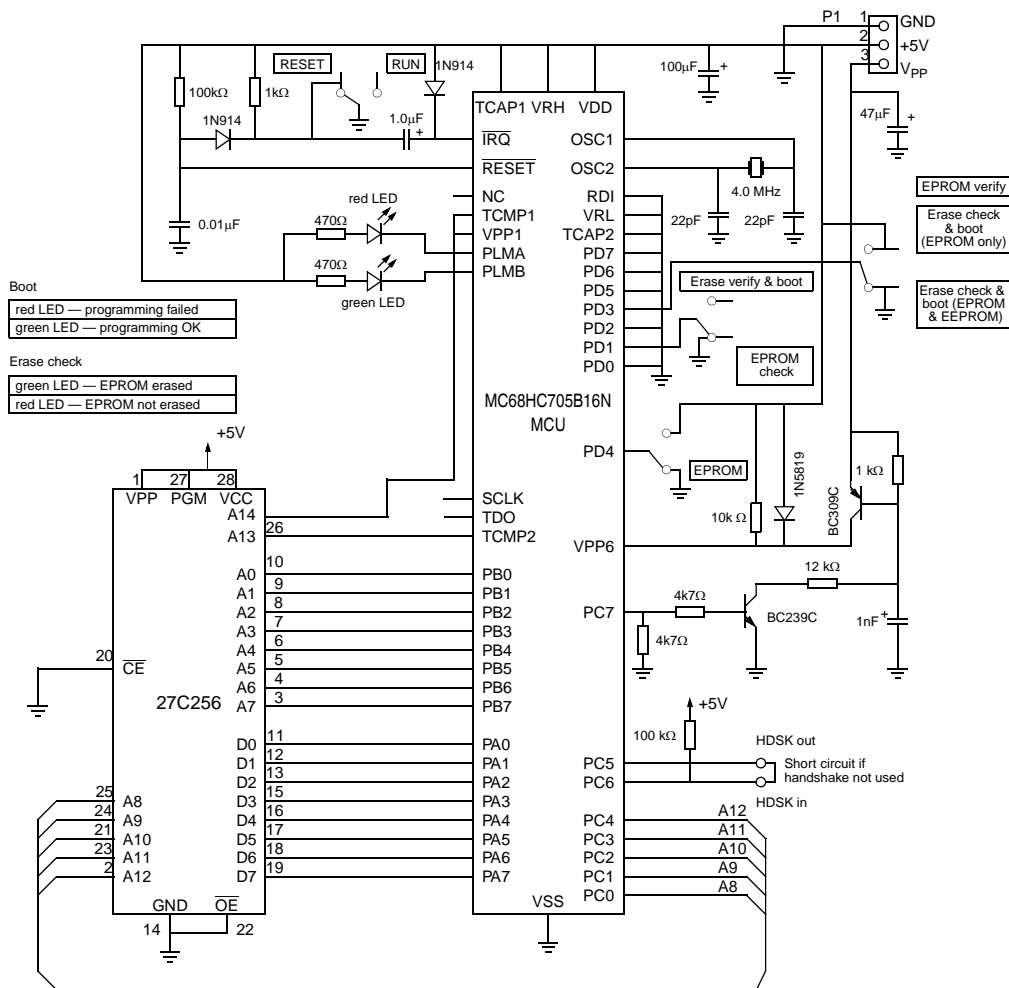 P1
1
GND
2
+5V
3
VPP
RESET
RUN
1N914
100kΩ
1kΩ
1N914
1.0µF
+
100µF
+
47µF
+
TCAP1 VRH VDD
IRQ
OSC1
RESET
OSC2
4.0 MHz
22pF
22pF
0.01µF
NC
TCMP1
VPP1
PLMA
PLMB
red LED
470Ω
470Ω
green LED
RDI
VRL
TCAP2
PD7
PD6
PD5
PD3
PD2
PD1
PD0
EPROM verify
Erase check
& boot
(EPROM only)
Erase check &
boot (EPROM
& EEPROM)
Erase verify & boot
EPROM
check
Boot
red LED — programming failed
green LED — programming OK
Erase check
green LED — EPROM erased
red LED — EPROM not erased
MC68HC705B16N
MCU
PD4
EPROM
10k Ω
1N5819
BC309C
1 kΩ
SCLK
TDO
TCMP2
VPP6
12 kΩ
PC7
4k7Ω
4k7Ω
BC239C
1nF
+
+5V
1
27
28
VPP PGM VCC
A14
A13
26
A0
10
PB0
A1
9
PB1
A2
8
PB2
A3
7
PB3
A4
6
PB4
A5
5
PB5
A6
4
PB6
A7
3
PB7
20
CE
27C256
D0
11
PA0
D1
12
PA1
D2
13
PA2
D3
15
PA3
D4
16
PA4
D5
17
PA5
D6
18
PA6
D7
19
PA7
25
A8
24
A9
21
A10
23
A11
2
A12
GND OE
14
22
+5V
100 kΩ
PC5
PC6
HDSK out
Short circuit if
handshake not used
HDSK in
PC4
A12
PC3
A11
PC2
A10
PC1
A9
PC0
A8
VSS